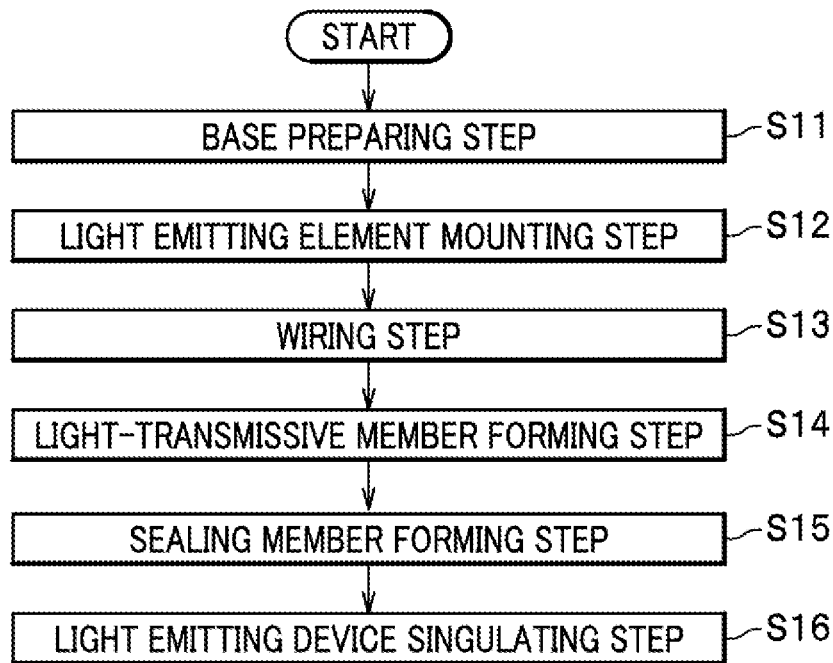 START
BASE PREPARING STEP
S11
LIGHT EMITTING ELEMENT MOUNTING STEP
S12
WIRING STEP
S13
LIGHT-TRANSMISSIVE MEMBER FORMING STEP
S14
SEALING MEMBER FORMING STEP
S15
LIGHT EMITTING DEVICE SINGULATING STEP
S16